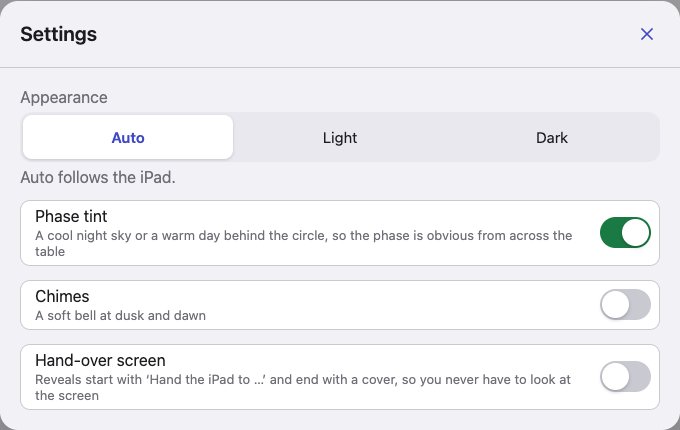 Settings
Appearance
Auto
Light
Dark
Auto follows the iPad.
Phase tint
A cool night sky or a warm day behind the circle, so the phase is obvious from across the
table
Chimes
A soft bell at dusk and dawn
Hand-over screen
Reveals start with ‘Hand the iPad to …’ and end with a cover, so you never have to look at
the screen